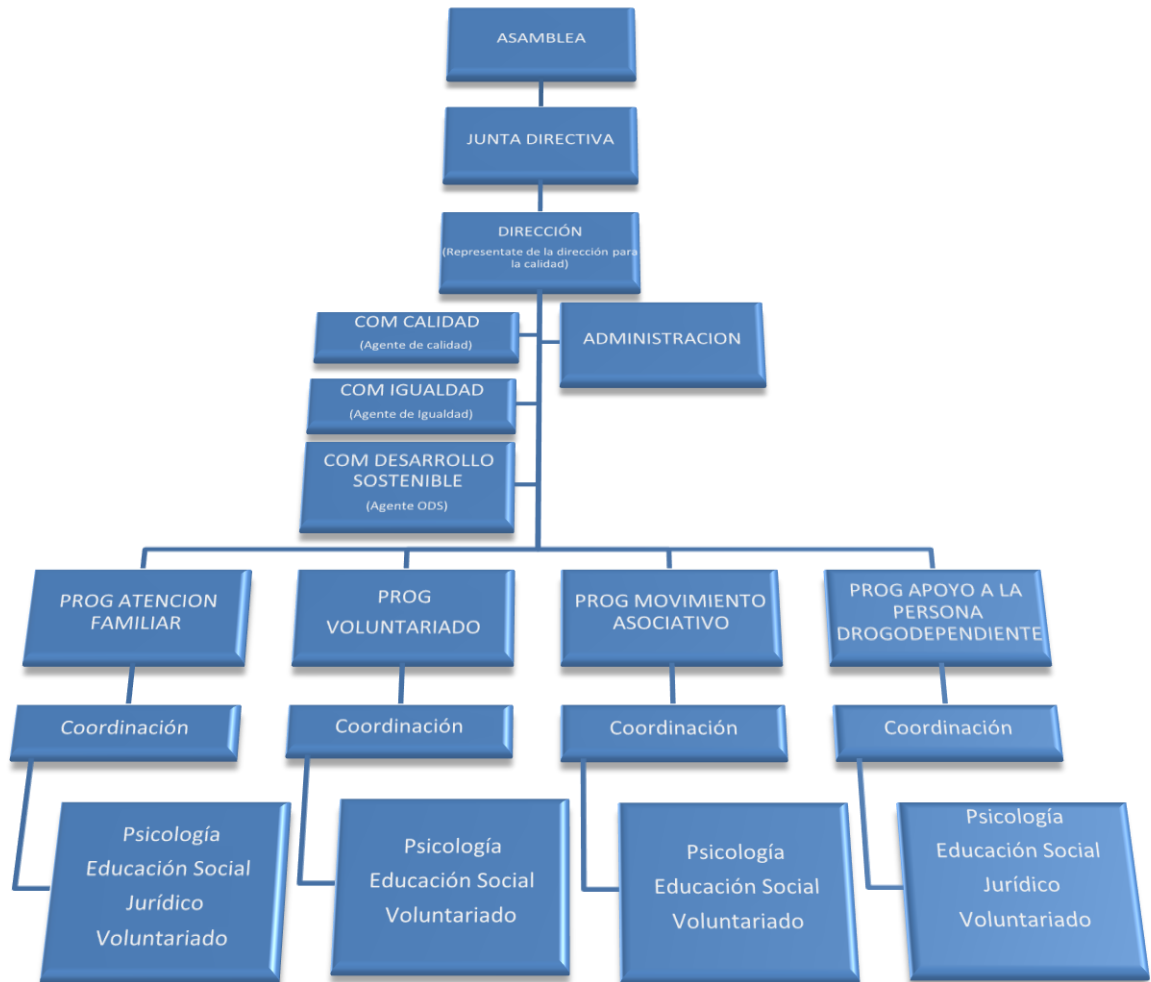 ASAMBLEA
JUNTA DIRECTIVA
DIRECCIÓN
(Representate de la dirección para
la calidad)
COM CALIDAD
(Agente de calidad)
ADMINISTRACION
COM IGUALDAD
(Agente de Igualdad)
COM DESARROLLO
SOSTENIBLE
(Agente ODS)
PROG ATENCION
FAMILIAR
PROG
VOLUNTARIADO
PROG MOVIMIENTO
ASOCIATIVO
PROG APOYO A LA
PERSONA
DROGODEPENDIENTE
Coordinación
Coordinación
Coordinación
Coordinación
Psicología
Educación Social
Jurídico
Voluntariado
Psicología
Educación Social
Voluntariado
Psicología
Educación Social
Voluntariado
Psicología
Educación Social
Jurídico
Voluntariado